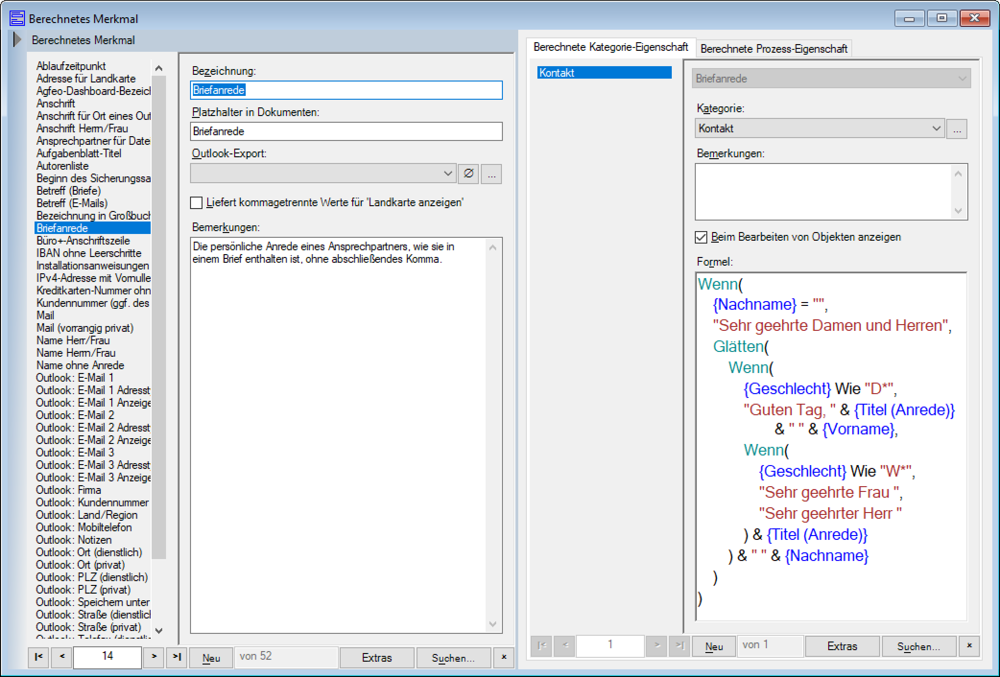 Berechnetes Merkmal
Berechnetes Merkmal
Ablaufzeitpunkt
Adresse für Landkarte
Agfeo-Dashboard-Bezeich
Anschrift
Anschrift für Ort eines Out
Anschrift Herrn/Frau
Ansprechpartner für Datei
Aufgabenblatt-Titel
Autorenliste
Beginn des Sicherungssa
Betreff (Briefe)
Betreff (E-Mails)
Bezeichnung in Großbuch
Briefanrede
Büro+-Anschriftszeile
IBAN ohne Leerschritte
Installationsanweisungen
IPv4-Adresse mit Vornulle
Kreditkarten-Nummer ohn
Kundennummer (ggf. des
Mail
Mail (vorrangig privat)
Name Herr/Frau
Name Herrn/Frau
Name ohne Anrede
Outlook: E-Mail 1
Outlook: E-Mail 1 Adresst
Outlook: E-Mail 1 Anzeige
Outlook: E-Mail 2
Outlook: E-Mail 2 Adresst
Outlook: E-Mail 2 Anzeige
Outlook: E-Mail 3
Outlook: E-Mail 3 Adresst
Outlook: E-Mail 3 Anzeige
Outlook: Firma
Outlook: Kundennummer
Outlook: Land/Region
Outlook: Mobiltelefon
Outlook: Notizen
Outlook: Ort (dienstlich)
Outlook: Ort (privat)
Outlook: PLZ (dienstlich)
Outlook: PLZ (privat)
Outlook: Speichern unter
Outlook: Straße (dienstlich
Outlook: Straße (privat)
Bezeichnung:
Briefanrede
Platzhalter in Dokumenten:
Briefanrede
Outlook-Export:
Ø ...
Liefert kommagetrennte Werte für 'Landkarte anzeigen'
Bemerkungen:
Die persönliche Anrede eines Ansprechpartners, wie sie in
einem Brief enthalten ist, ohne abschließendes Komma.
|< < 14 > >| Neu von 52 Extras Suchen... *
Berechnete Kategorie-Eigenschaft Berechnete Prozess-Eigenschaft
Kontakt
Briefanrede
Kategorie:
Kontakt ...
Bemerkungen:
Beim Bearbeiten von Objekten anzeigen
Formel:
Wenn(
{Nachname} = "",
"Sehr geehrte Damen und Herren",
Glätten(
Wenn(
{Geschlecht} Wie "D*",
"Guten Tag, " & {Titel (Anrede)}
& " " & {Vorname},
Wenn(
{Geschlecht} Wie "W*",
"Sehr geehrte Frau ",
"Sehr geehrter Herr "
) & {Titel (Anrede)}
) & " " & {Nachname}
)
)
|< < 1 > >| Neu von 1 Extras Suchen... *